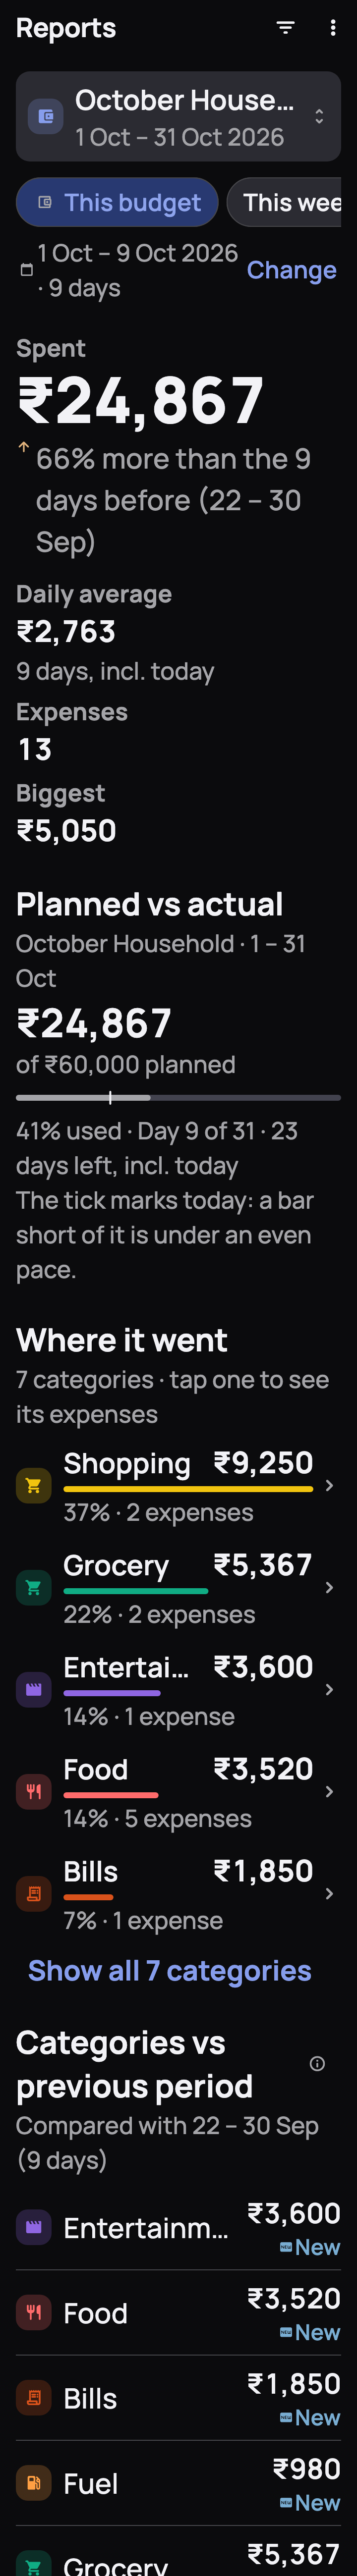 Reports
October House…
1 Oct – 31 Oct 2026
This budget
This wee
1 Oct – 9 Oct 2026
· 9 days
Change
Spent
₹24,867
66% more than the 9
days before (22 – 30
Sep)
Daily average
₹2,763
9 days, incl. today
Expenses
13
Biggest
₹5,050
Planned vs actual
October Household · 1 – 31
Oct
₹24,867
of ₹60,000 planned
41% used · Day 9 of 31 · 23
days left, incl. today
The tick marks today: a bar
short of it is under an even
pace.
Where it went
7 categories · tap one to see
its expenses
Shopping ₹9,250
37% · 2 expenses
Grocery ₹5,367
22% · 2 expenses
Entertai… ₹3,600
14% · 1 expense
Food ₹3,520
14% · 5 expenses
Bills ₹1,850
7% · 1 expense
Show all 7 categories
Categories vs
previous period
Compared with 22 – 30 Sep
(9 days)
Entertainm… ₹3,600
New
Food ₹3,520
New
Bills ₹1,850
New
Fuel ₹980
New
Grocery ₹5,367